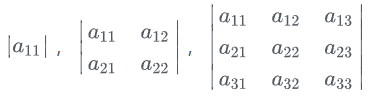 |a₁₁| , |a₁₁ a₁₂| , |a₁₁ a₁₂ a₁₃|
|a₂₁ a₂₂| |a₂₁ a₂₂ a₂₃|
|a₃₁ a₃₂ a₃₃|